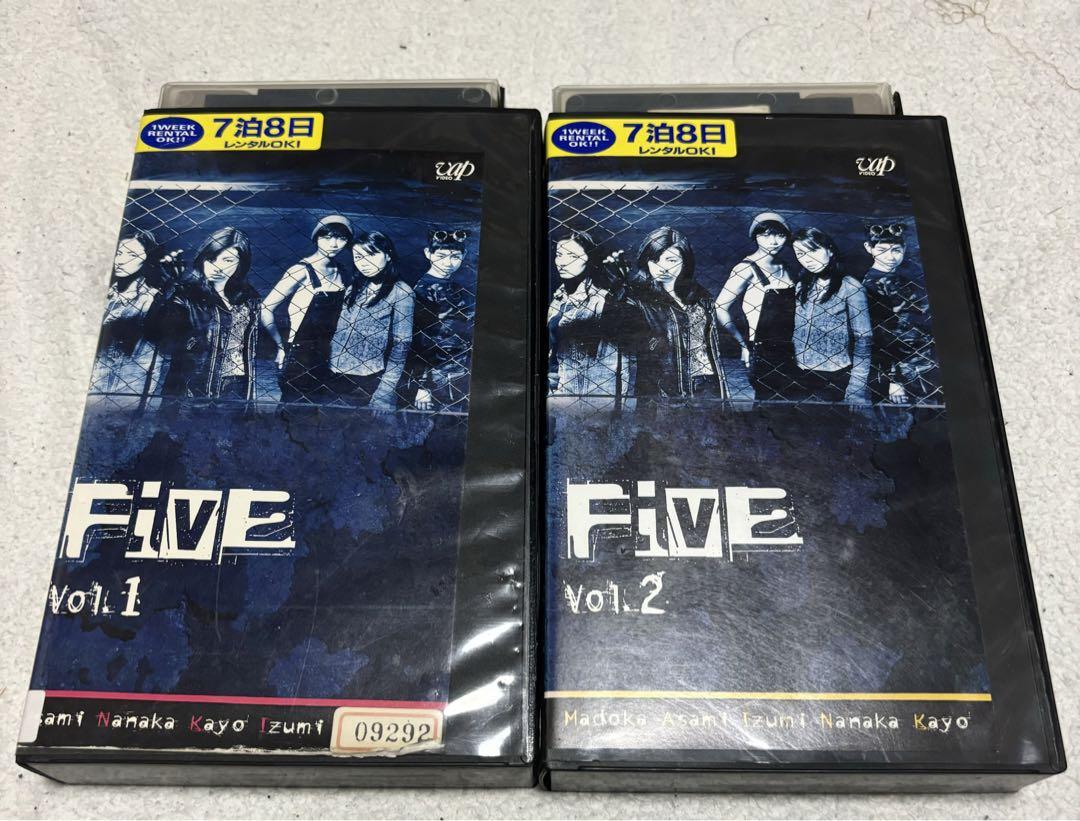 1WEEK
RENTAL
OK!!
7泊8日
レンタルOK!
vap
VIDEO
FiVE
Vol.1
Nanaka Kayo Izumi
09292
1WEEK
RENTAL
OK!!
7泊8日
レンタルOK!
vap
VIDEO
FiVE
Vol.2
Madoka Asami Izumi Nanaka Kayo